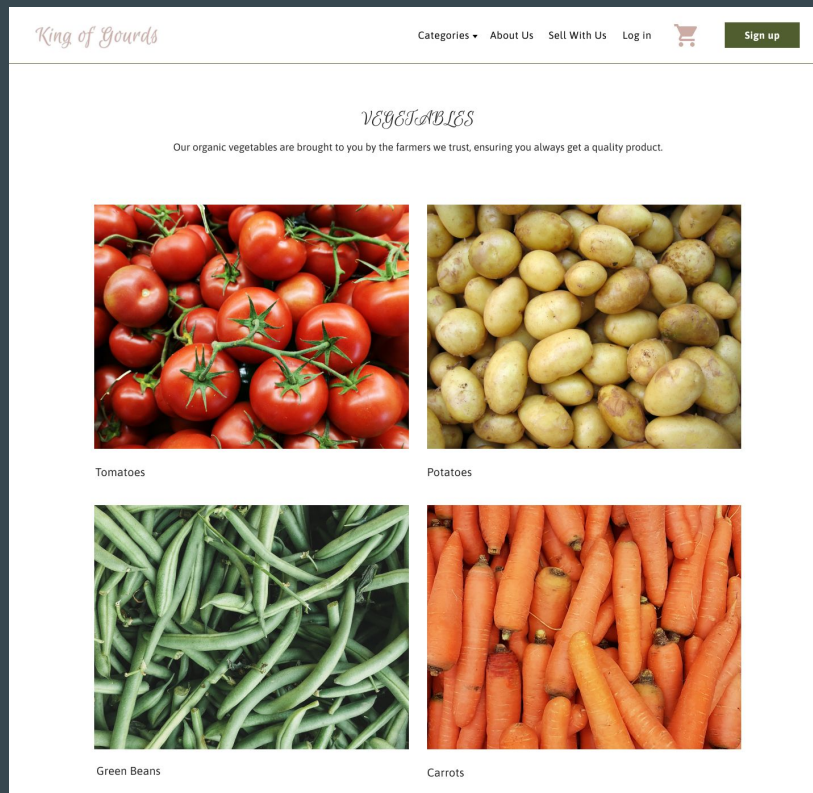 King of Gourds
Categories About Us Sell With Us Log in Sign up
VEGETABLES
Our organic vegetables are brought to you by the farmers we trust, ensuring you always get a quality product.
Tomatoes Potatoes
Green Beans Carrots